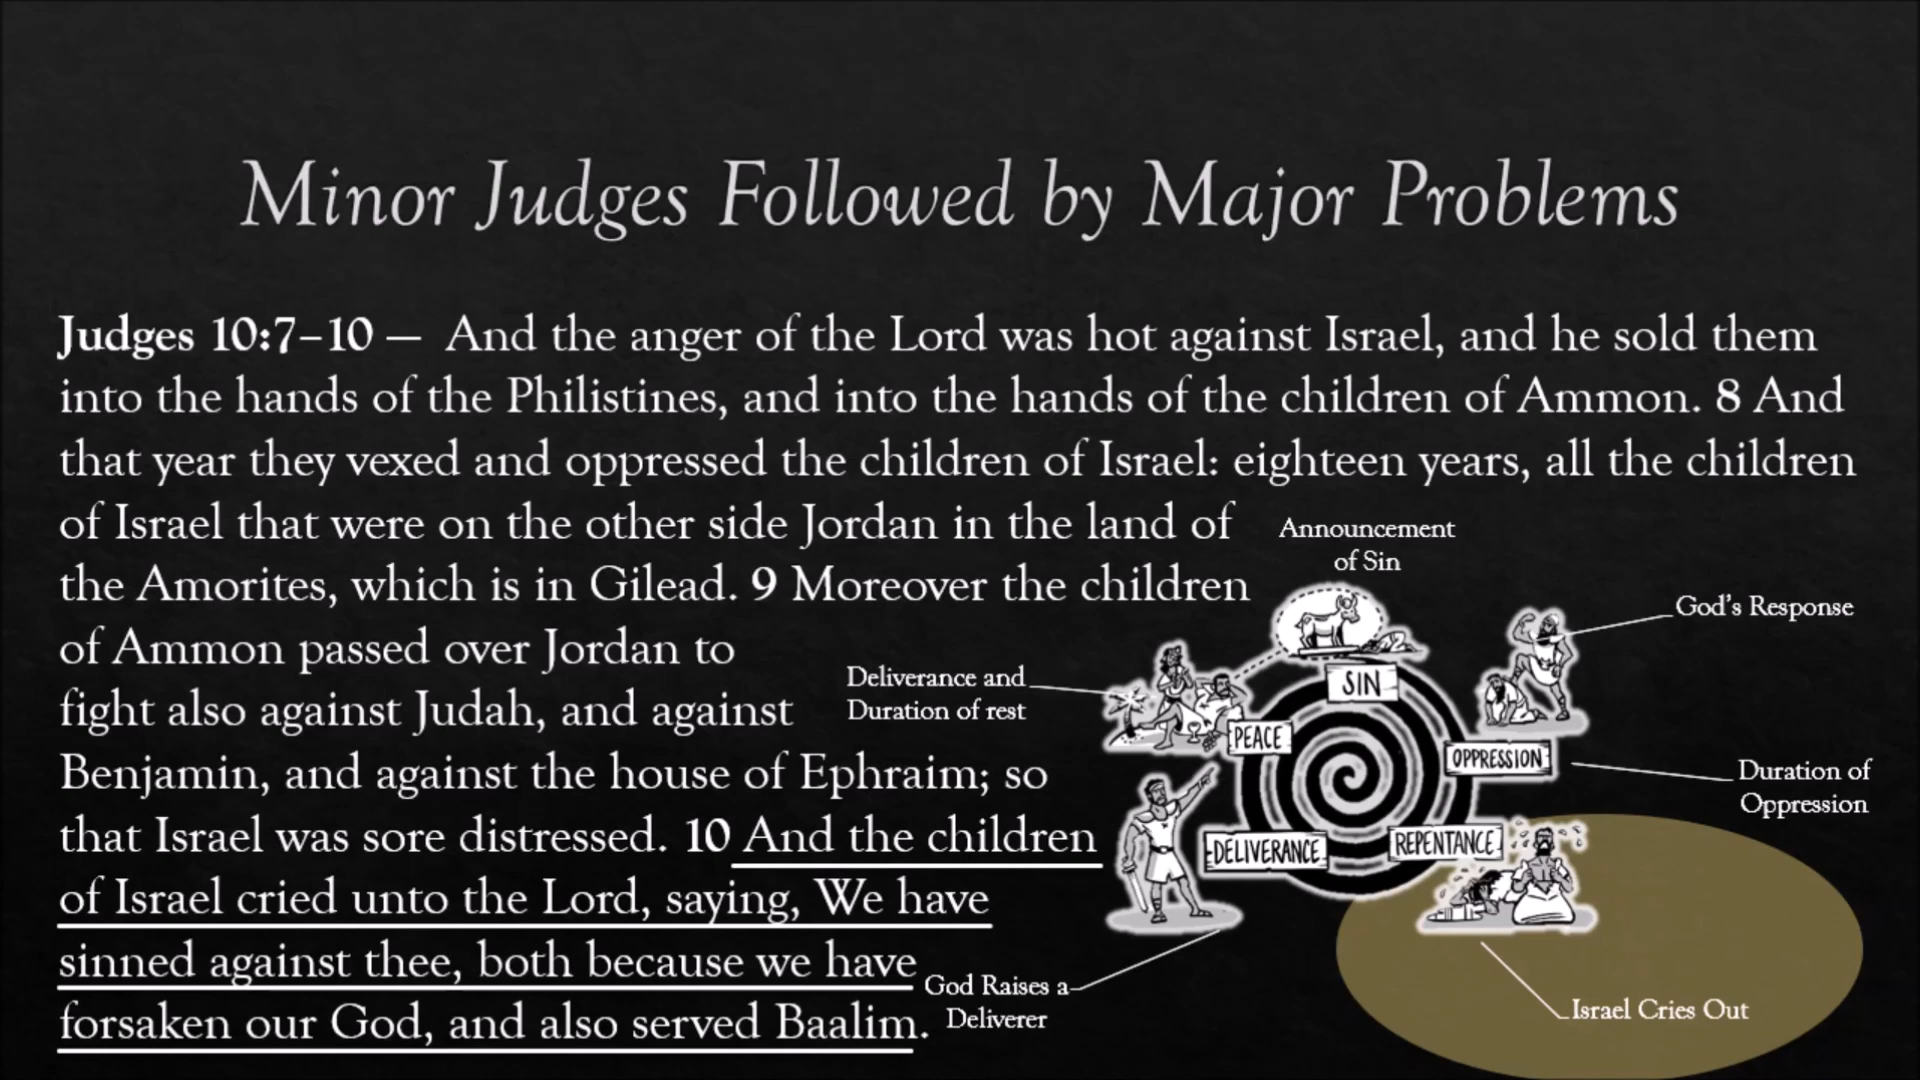 Minor Judges Followed by Major Problems
Judges 10:7–10 — And the anger of the Lord was hot against Israel, and he sold them
into the hands of the Philistines, and into the hands of the children of Ammon. 8 And
that year they vexed and oppressed the children of Israel: eighteen years, all the children
of Israel that were on the other side Jordan in the land of
the Amorites, which is in Gilead. 9 Moreover the children
of Ammon passed over Jordan to
fight also against Judah, and against
Benjamin, and against the house of Ephraim; so
that Israel was sore distressed. 10 And the children
of Israel cried unto the Lord, saying, We have
sinned against thee, both because we have
forsaken our God, and also served Baalim.
Announcement
of Sin
God's Response
Deliverance and
Duration of rest
SIN
PEACE
OPPRESSION
Duration of
Oppression
DELIVERANCE
REPENTANCE
God Raises a
Deliverer
Israel Cries Out